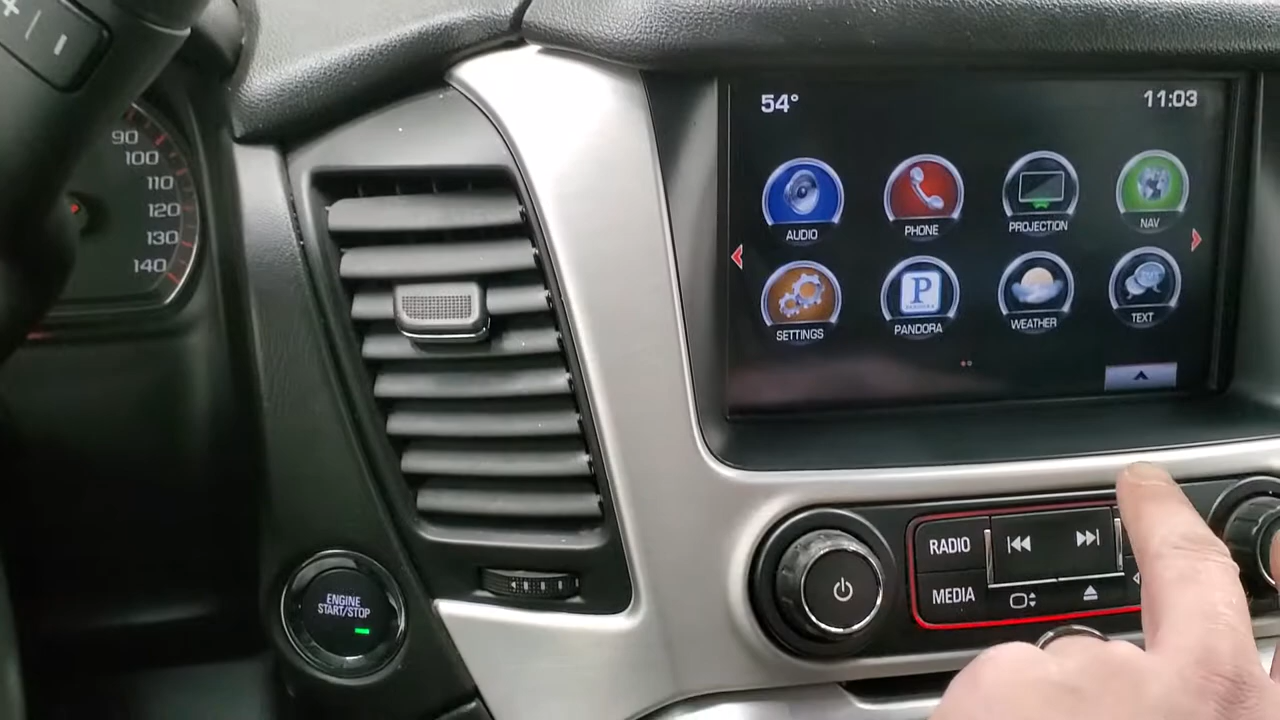 90
100
110
120
130
140
54°
11:03
AUDIO
PHONE
PROJECTION
NAV
SETTINGS
P
PANDORA
PANDORA
WEATHER
TEXT
ENGINE
START/STOP
RADIO
MEDIA